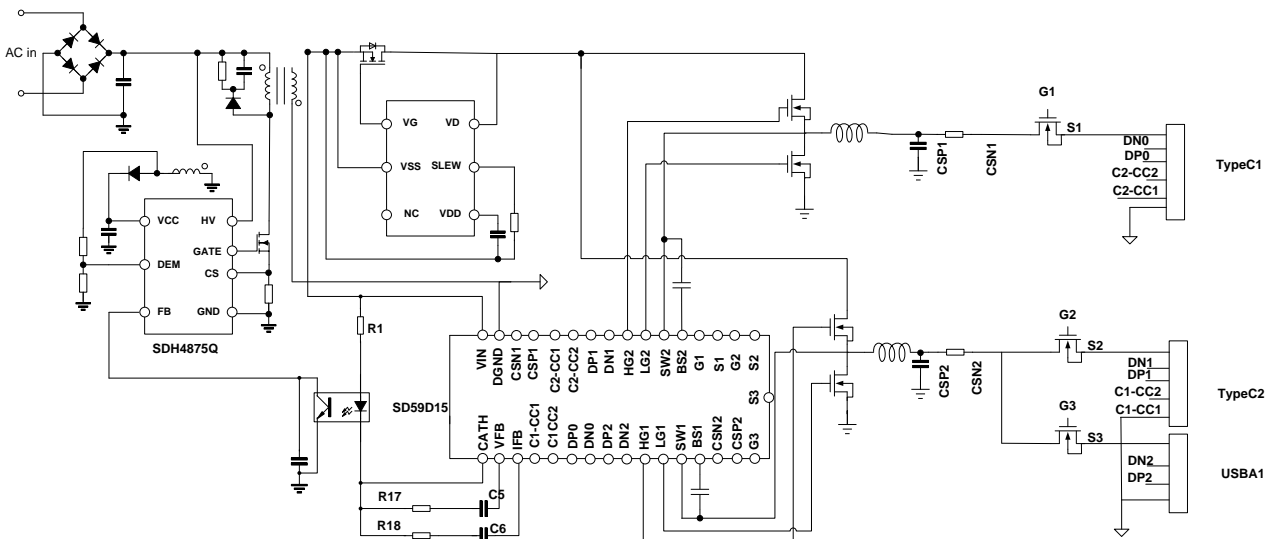 AC in
VCC
HV
GATE
DEM
CS
FB
GND
SDH4875Q
VG
VD
VSS
SLEW
NC
VDD
G1
S1
CSP1
CSN1
DN0
DP0
C2-CC2
C2-CC1
TypeC1
R1
SD59D15
VIN
DGND
CSN1
CSP1
C2-CC1
C2-CC2
DP1
DN1
HG2
LG2
SW2
BS2
G1
S1
G2
S2
S3
CATH
VFB
IFB
C1-CC1
C1CC2
DP0
DN0
DP2
DN2
HG1
LG1
SW1
BS1
CSN2
CSP2
G3
R17
C5
R18
C6
G2
S2
CSP2
CSN2
DN1
DP1
C1-CC2
C1-CC1
TypeC2
G3
S3
DN2
DP2
USBA1